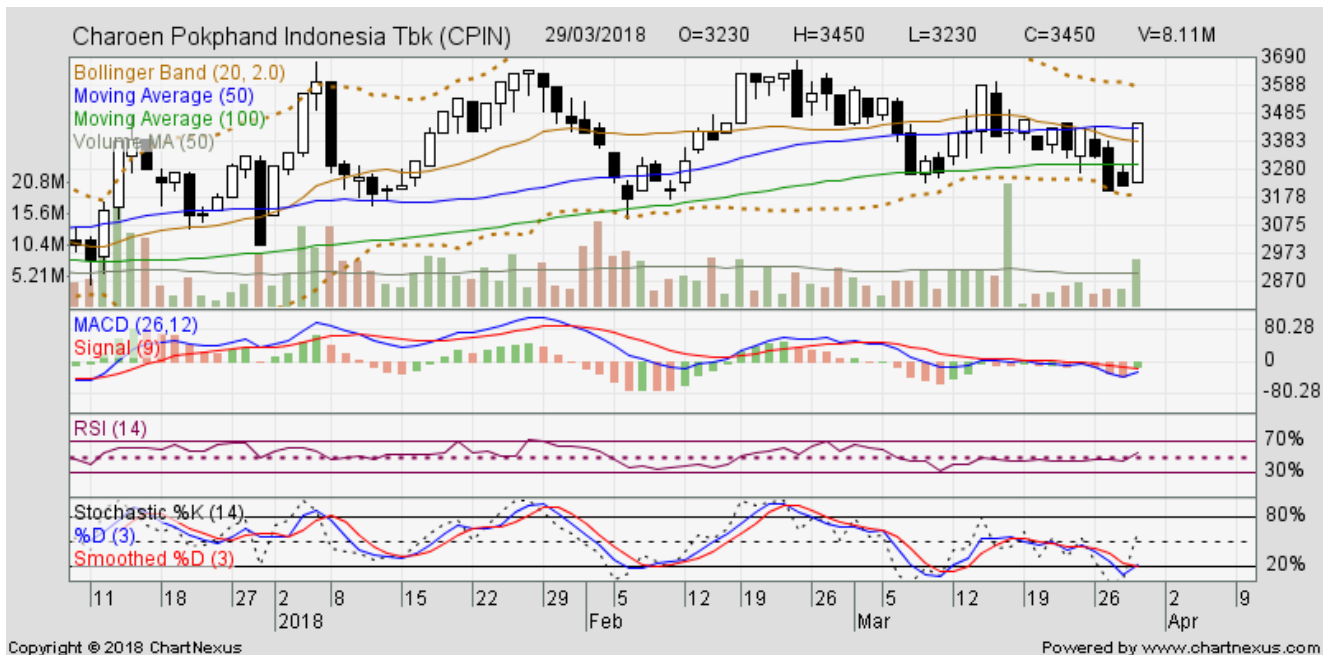 Charoen Pokphand Indonesia Tbk (CPIN) 29/03/2018 O=3230 H=3450 L=3230 C=3450 V=8.11M
Bollinger Band (20, 2.0)
Moving Average (50)
Moving Average (100)
Volume MA (50)
3690
3588
3485
3383
3280
3178
3075
2973
2870
20.8M
15.6M
10.4M
5.21M
MACD (26,12)
Signal (9)
80.28
0
-80.28
RSI (14)
70%
30%
Stochastic %K (14)
%D (3)
Smoothed %D (3)
80%
20%
11 18 27 2 8 15 22 29 5 12 19 26 5 12 19 26 2 9
2018 Feb Mar Apr
Copyright © 2018 ChartNexus Powered by www.chartnexus.com